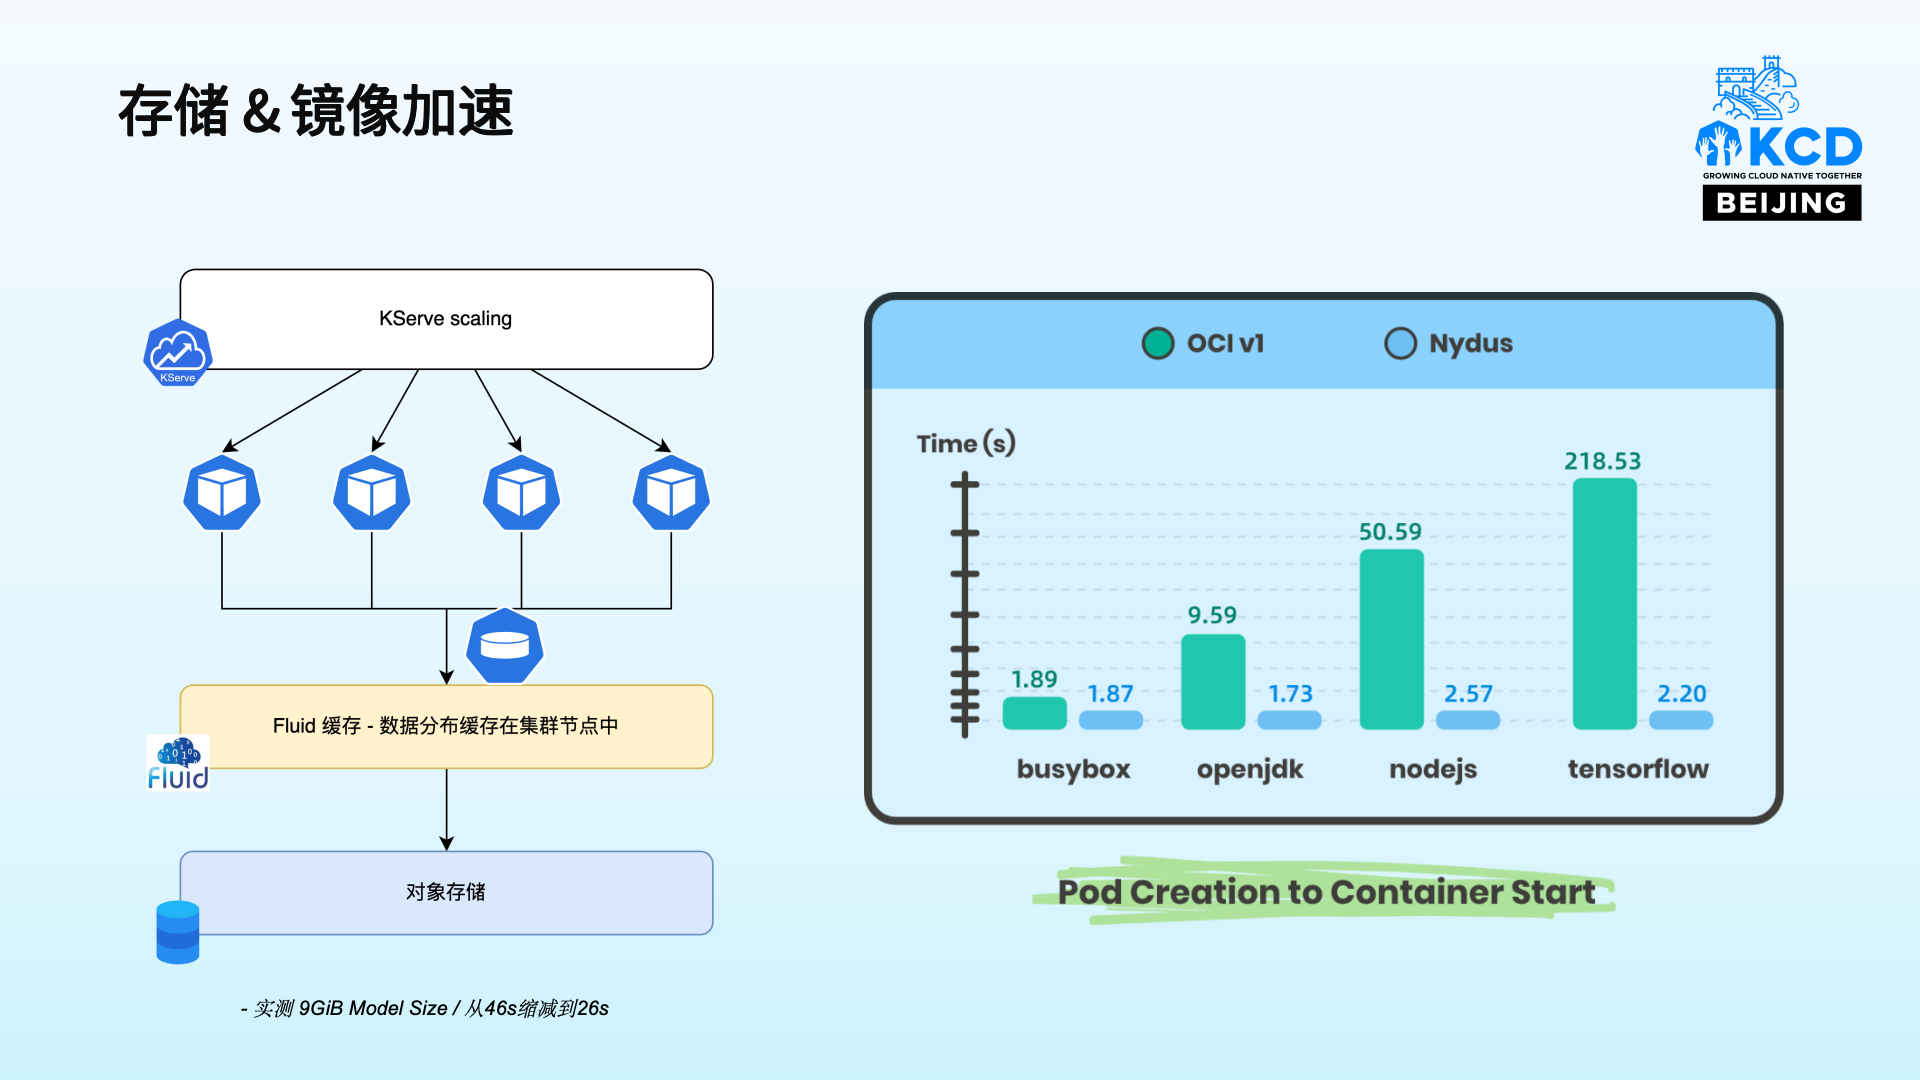 存储 & 镜像加速
KCD
GROWING CLOUD NATIVE TOGETHER
BEIJING
KServe scaling
KServe
Fluid 缓存 - 数据分布缓存在集群节点中
Fluid
对象存储
- 实测 9GiB Model Size / 从46s缩减到26s
OCI v1
Nydus
Time (s)
218.53
50.59
9.59
1.89
1.87
1.73
2.57
2.20
busybox
openjdk
nodejs
tensorflow
Pod Creation to Container Start